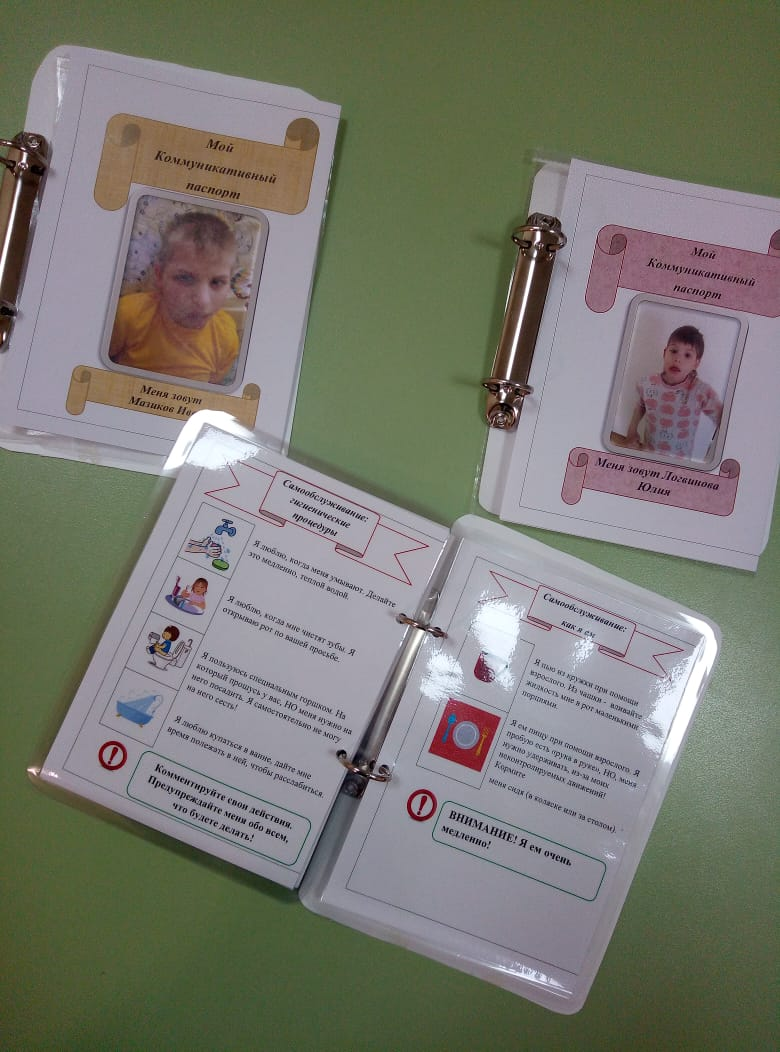 Мой
Коммуникативный
паспорт
Меня зовут
Мазиков
Мой
Коммуникативный
паспорт
Меня зовут Логвинова
Юлия
Самообслуживание:
гигиенические
процедуры
Я люблю, когда меня умывают. Делайте
это медленно, теплой водой.
Я люблю, когда мне чистят зубы. Я
открываю рот по вашей просьбе.
Я пользуюсь специальным горшком. На
который прошусь у вас, НО меня нужно на
него посадить. Я самостоятельно не могу
на него сесть!
Я люблю купаться в ванне, дайте мне
время полежать в ней, чтобы расслабиться.
Комментируйте свои действия.
Предупреждайте меня обо всем,
что будете делать!
Самообслуживание:
как я ем
Я пью из кружки при помощи
взрослого. Из чашки - вливайте
жидкость мне в рот маленькими
порциями.
Я ем пищу при помощи взрослого. Я
пробую есть «рука в руке», НО, меня
нужно удерживать, из-за моих
неконтролируемых движений!
Кормите
меня сидя (в коляске или за столом).
ВНИМАНИЕ! Я ем очень
медленно!